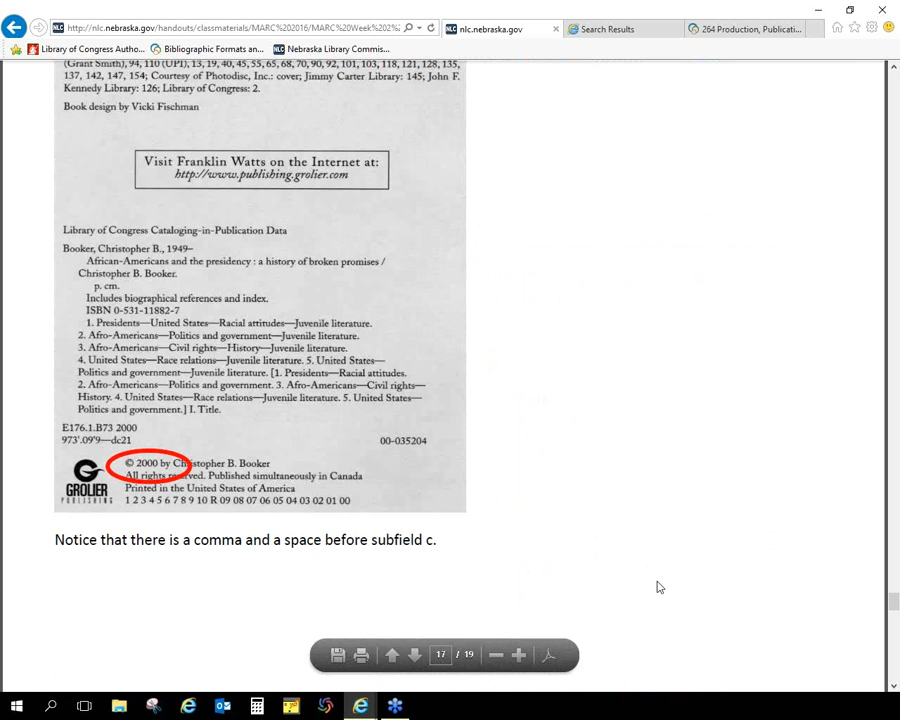 http://nlc.nebraska.gov/handouts/classmaterials/MARC%202016/MARC%20Week%202%
nlc.nebraska.gov
Search Results
264 Production, Publicati...
Library of Congress Autho...
Bibliographic Formats an...
NLC
Nebraska Library Commis...
(Grant Smith), 94, 110 (UPI), 13, 19, 40, 45, 55, 65, 68, 70, 90, 92, 101, 103, 118, 121, 128, 135,
137, 142, 147, 154; Courtesy of Photodisc, Inc.: cover; Jimmy Carter Library: 145; John F.
Kennedy Library: 126; Library of Congress: 2.
Book design by Vicki Fischman
Visit Franklin Watts on the Internet at:
http://www.publishing.grolier.com
Library of Congress Cataloging-in-Publication Data
Booker, Christopher B., 1949–
African-Americans and the presidency : a history of broken promises /
Christopher B. Booker.
p. cm.
Includes biographical references and index.
ISBN 0-531-11882-7
1. Presidents—United States—Racial attitudes—Juvenile literature.
2. Afro-Americans—Politics and government—Juvenile literature.
3. Afro-Americans—Civil rights—History—Juvenile literature.
4. United States—Race relations—Juvenile literature. 5. United States—
Politics and government—Juvenile literature. [1. Presidents—Racial attitudes.
2. Afro-Americans—Politics and government. 3. Afro-Americans—Civil rights—
History. 4. United States—Race relations—Juvenile literature. 5. United States—
Politics and government.] I. Title.
E176.1.B73 2000
973'.09'9—dc21
00-035204
© 2000 by Christopher B. Booker
All rights reserved. Published simultaneously in Canada
Printed in the United States of America
1 2 3 4 5 6 7 8 9 10 R 09 08 07 06 05 04 03 02 01 00
GROLIER
PUBLISHING
Notice that there is a comma and a space before subfield c.
17 / 19